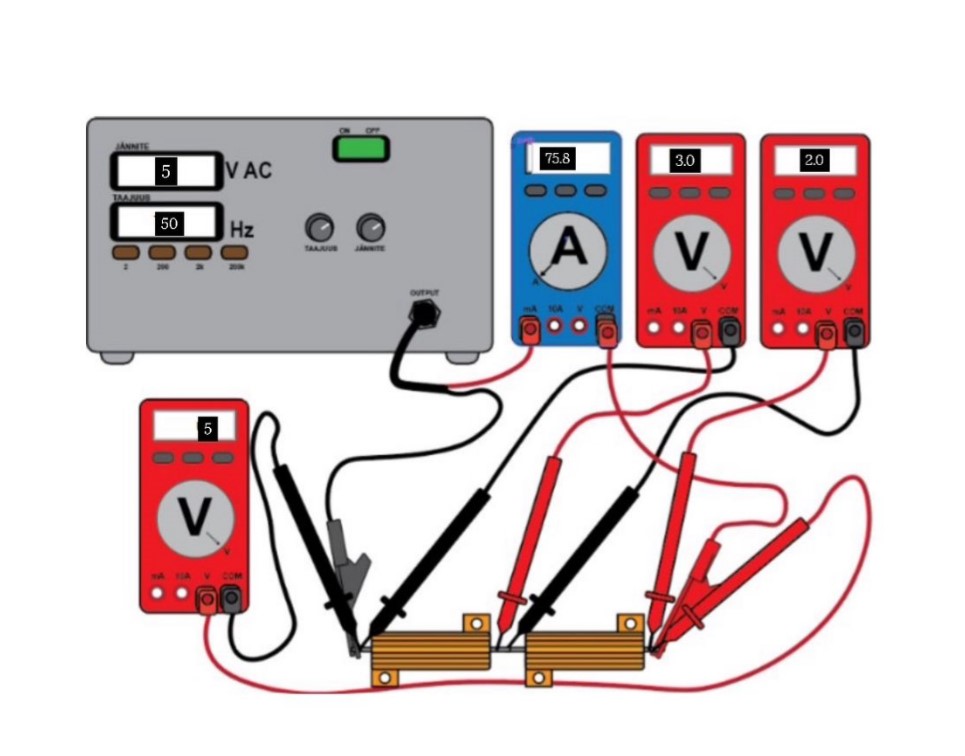 JÄNNITE
5 V AC
TAAJUUS
50 Hz
2 200 2k 200k
ON OFF
TAAJUUS JÄNNITE
OUTPUT
75.8
A
A
mA 10A V COM
3.0
V
V
mA 10A V COM
2.0
V
V
mA 10A V COM
5
V
V
mA 10A V COM